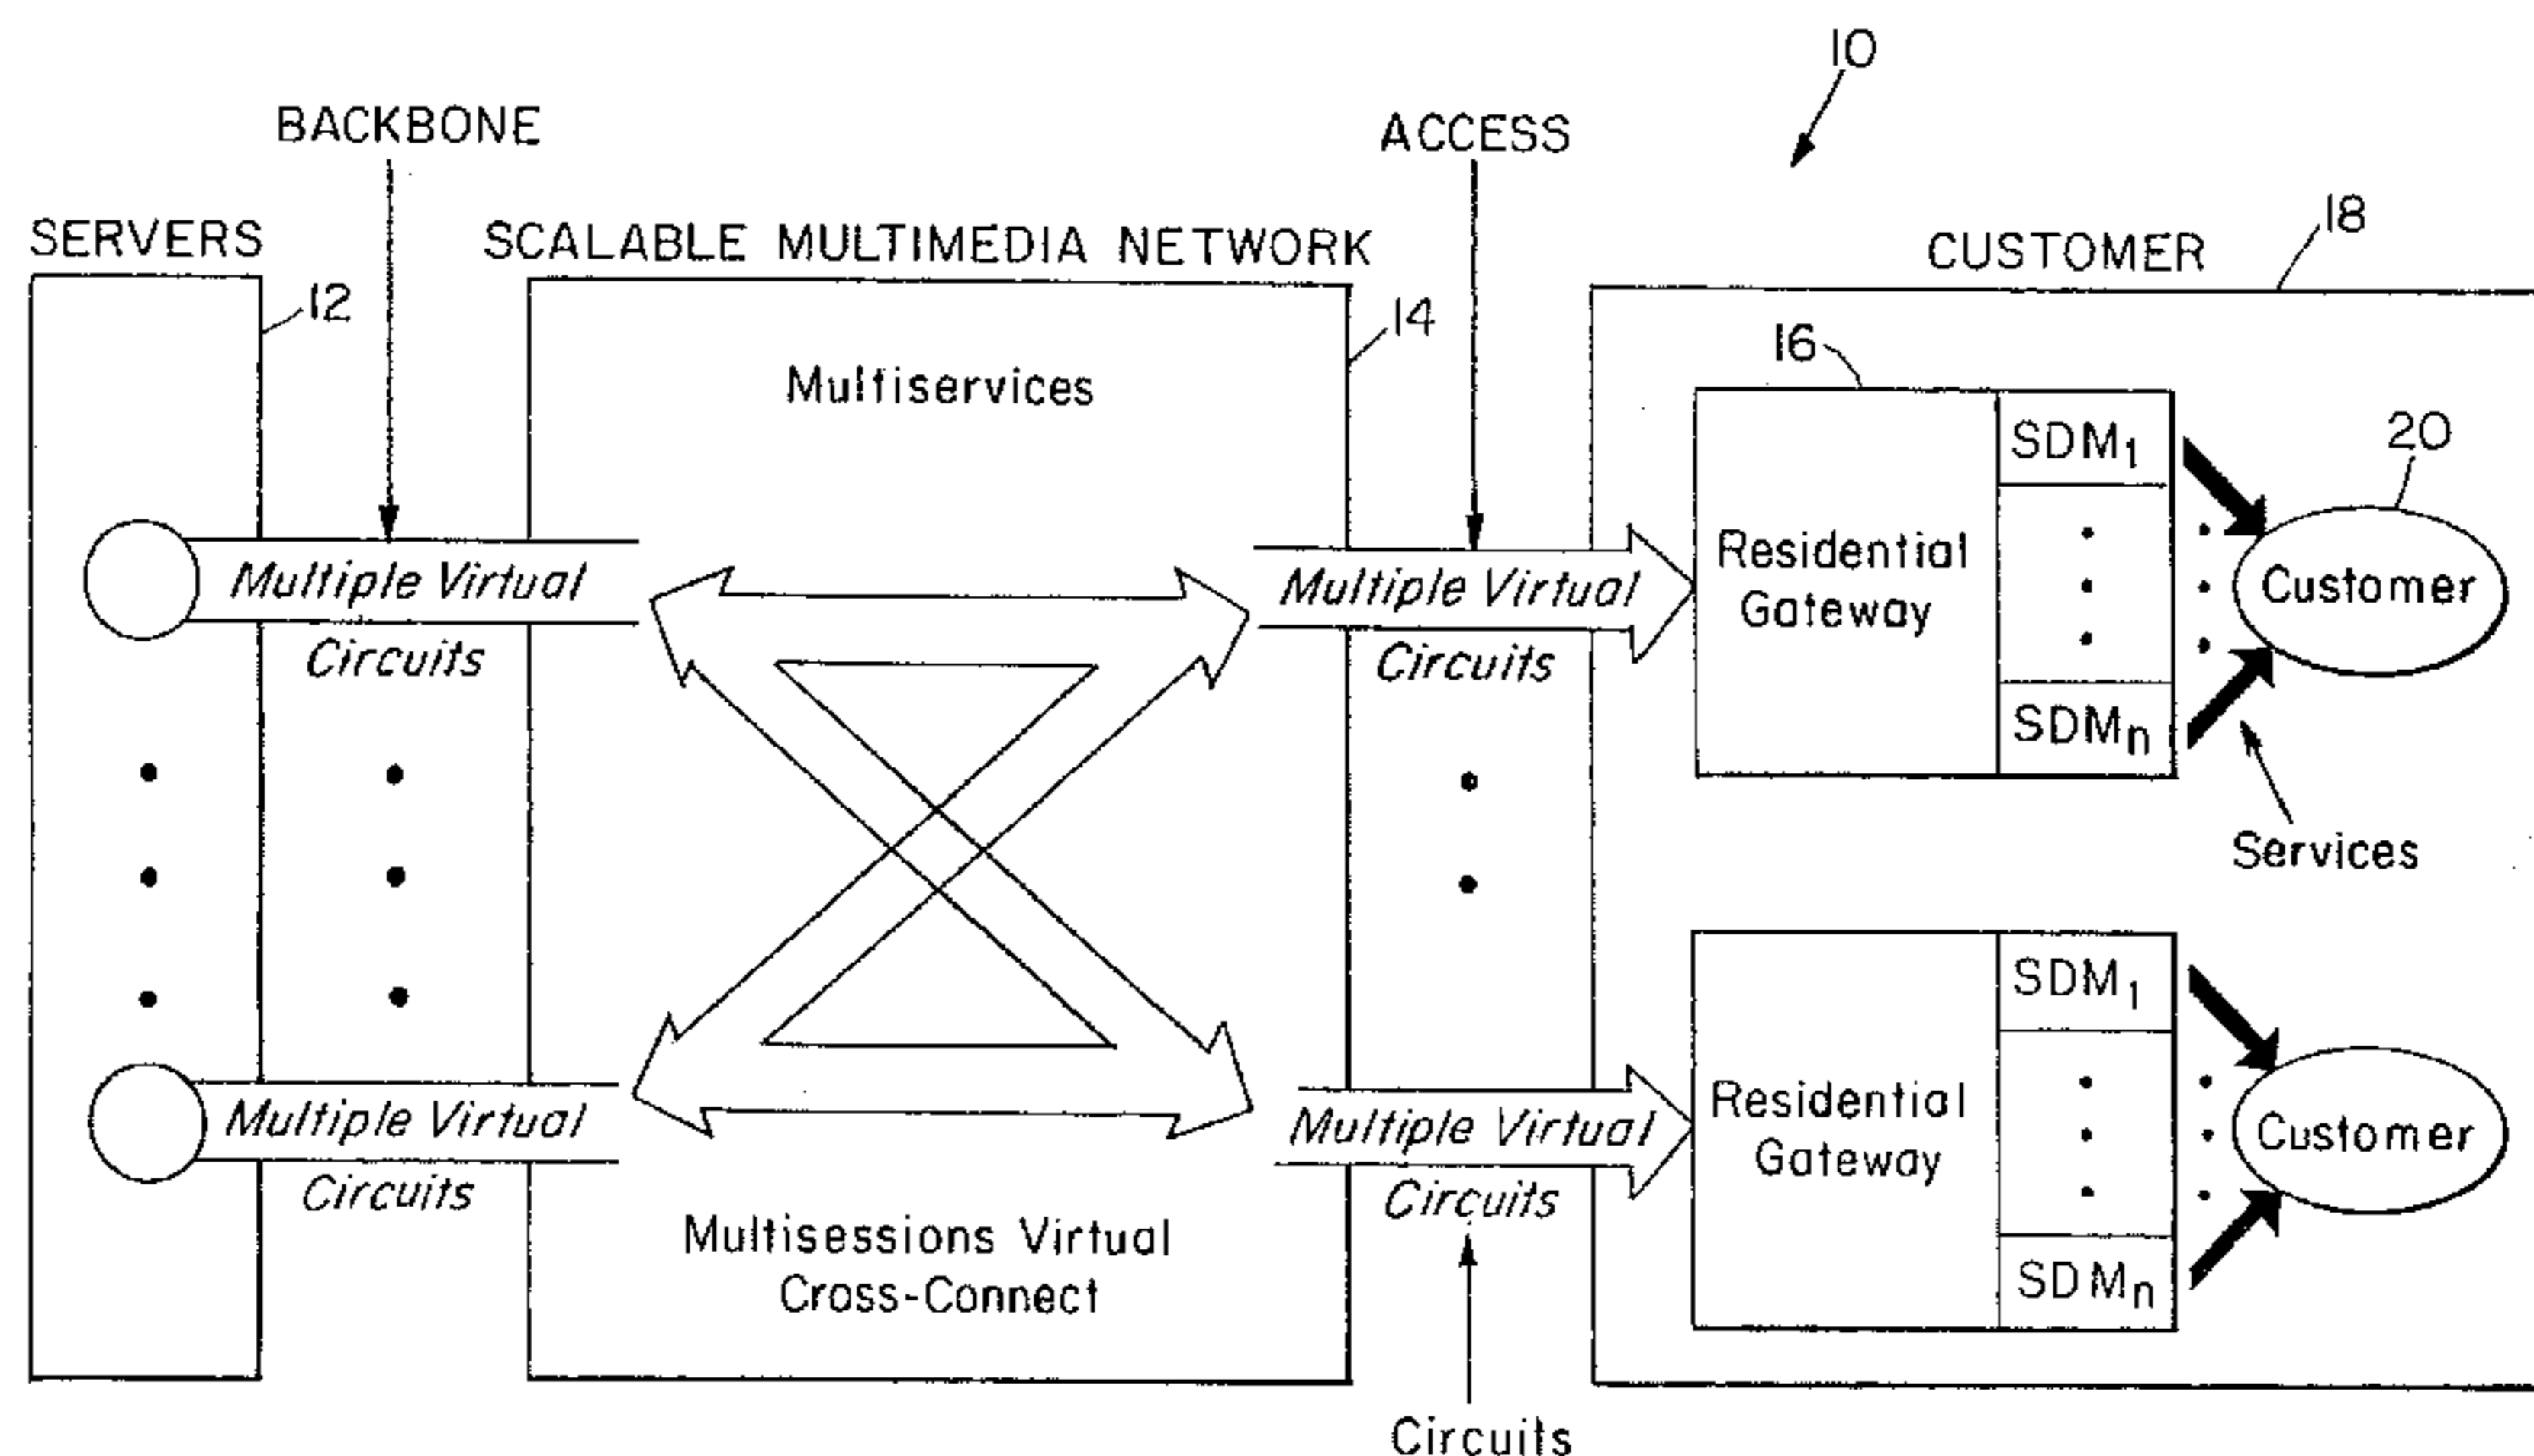 10
BACKBONE
ACCESS
SERVERS
SCALABLE MULTIMEDIA NETWORK
CUSTOMER
18
12
14
16
Multiservices
SDM1
20
Multiple Virtual
Circuits
Multiple Virtual
Circuits
Residential
Gateway
Customer
SDMn
Services
SDM1
Multiple Virtual
Circuits
Multiple Virtual
Circuits
Residential
Gateway
Customer
Multisessions Virtual
Cross-Connect
SDMn
Circuits